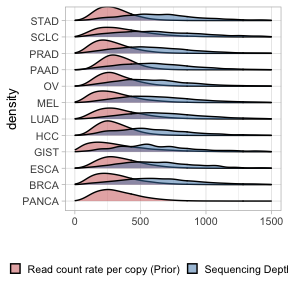 density
STAD
SCLC
PRAD
PAAD
OV
MEL
LUAD
HCC
GIST
ESCA
BRCA
PANCA
0 500 1000 1500
Read count rate per copy (Prior) Sequencing Dept